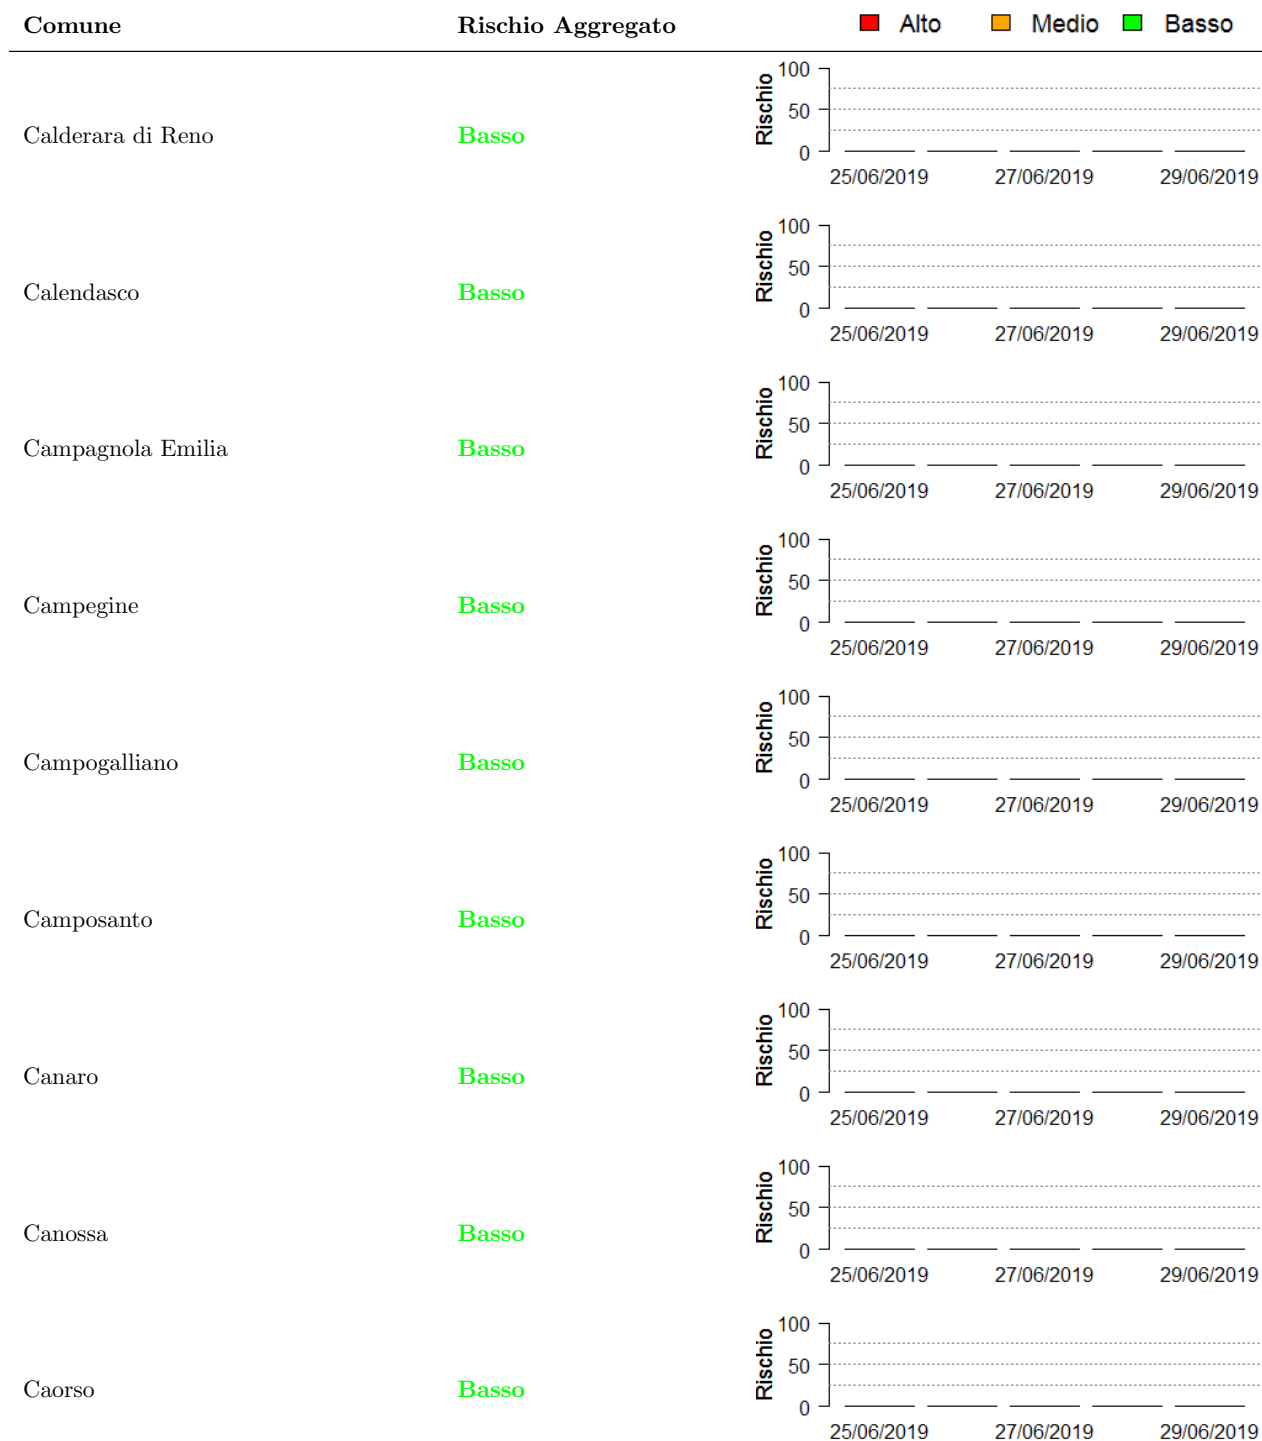 Comune Rischio Aggregato Alto Medio Basso
Calderara di Reno Basso Rischio 100 50 0
25/06/2019 27/06/2019 29/06/2019
Calendasco Basso Rischio 100 50 0
25/06/2019 27/06/2019 29/06/2019
Campagnola Emilia Basso Rischio 100 50 0
25/06/2019 27/06/2019 29/06/2019
Campegine Basso Rischio 100 50 0
25/06/2019 27/06/2019 29/06/2019
Campogalliano Basso Rischio 100 50 0
25/06/2019 27/06/2019 29/06/2019
Camposanto Basso Rischio 100 50 0
25/06/2019 27/06/2019 29/06/2019
Canaro Basso Rischio 100 50 0
25/06/2019 27/06/2019 29/06/2019
Canossa Basso Rischio 100 50 0
25/06/2019 27/06/2019 29/06/2019
Caorso Basso Rischio 100 50 0
25/06/2019 27/06/2019 29/06/2019